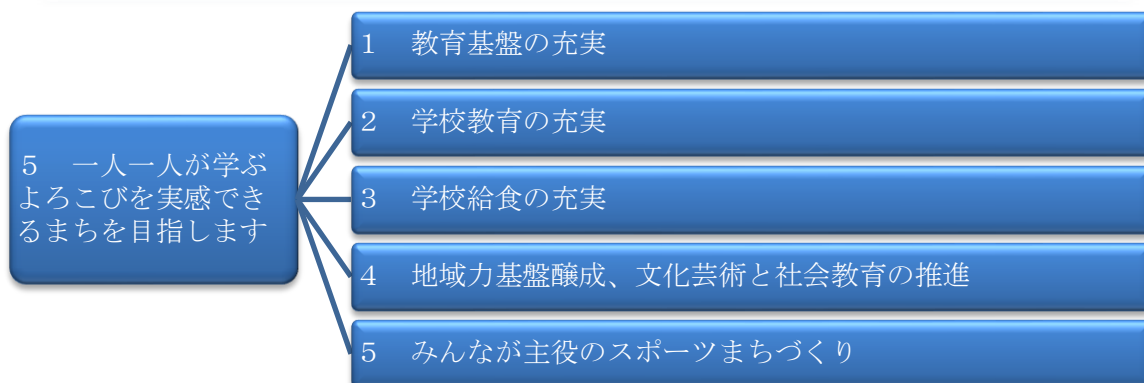 5　一人一人が学ぶ
よろこびを実感でき
るまちを目指します
1　教育基盤の充実
2　学校教育の充実
3　学校給食の充実
4　地域力基盤醸成、文化芸術と社会教育の推進
5　みんなが主役のスポーツまちづくり